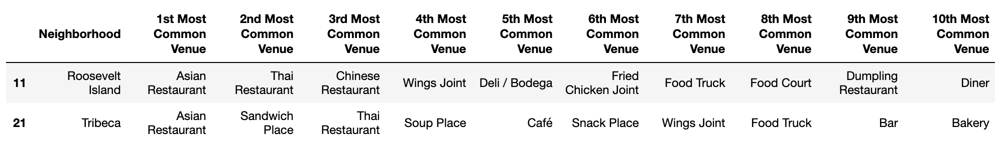 Neighborhood 1st Most Common Venue 2nd Most Common Venue 3rd Most Common Venue 4th Most Common Venue 5th Most Common Venue 6th Most Common Venue 7th Most Common Venue 8th Most Common Venue 9th Most Common Venue 10th Most Common Venue
11 Roosevelt Island Asian Restaurant Thai Restaurant Chinese Restaurant Wings Joint Deli / Bodega Fried Chicken Joint Food Truck Food Court Dumpling Restaurant Diner
21 Tribeca Asian Restaurant Sandwich Place Thai Restaurant Soup Place Café Snack Place Wings Joint Food Truck Bar Bakery